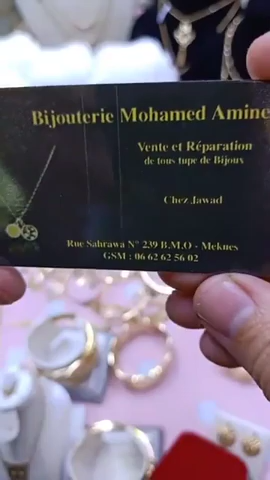 Bijouterie Mohamed Amine
Vente et Réparation
de tous tupe de Bijoux
Chez Jawad
Rue Sahrawa N° 239 B.M.O - Meknes
GSM : 06 62 62 56 02